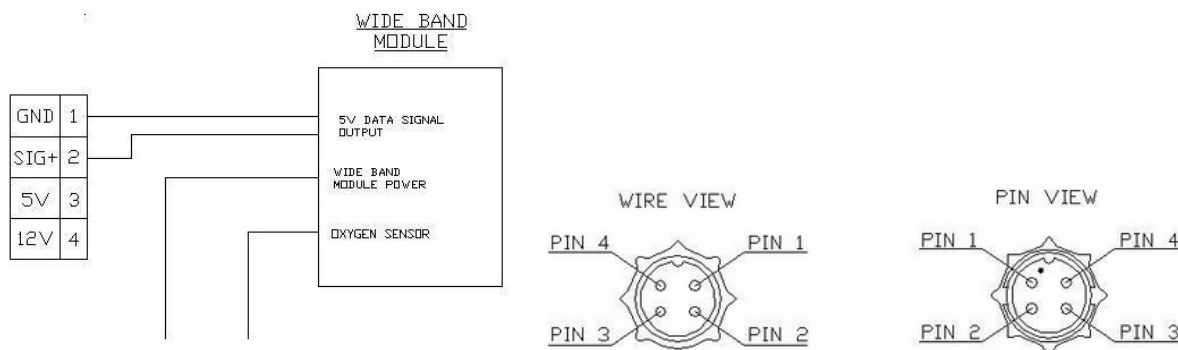 WIDE BAND
MODULE
GND 1
SIG+ 2
5V 3
12V 4
5V DATA SIGNAL
OUTPUT
WIDE BAND
MODULE POWER
OXYGEN SENSOR
WIRE VIEW
PIN 4 PIN 1
PIN 3 PIN 2
PIN VIEW
PIN 1 PIN 4
PIN 2 PIN 3